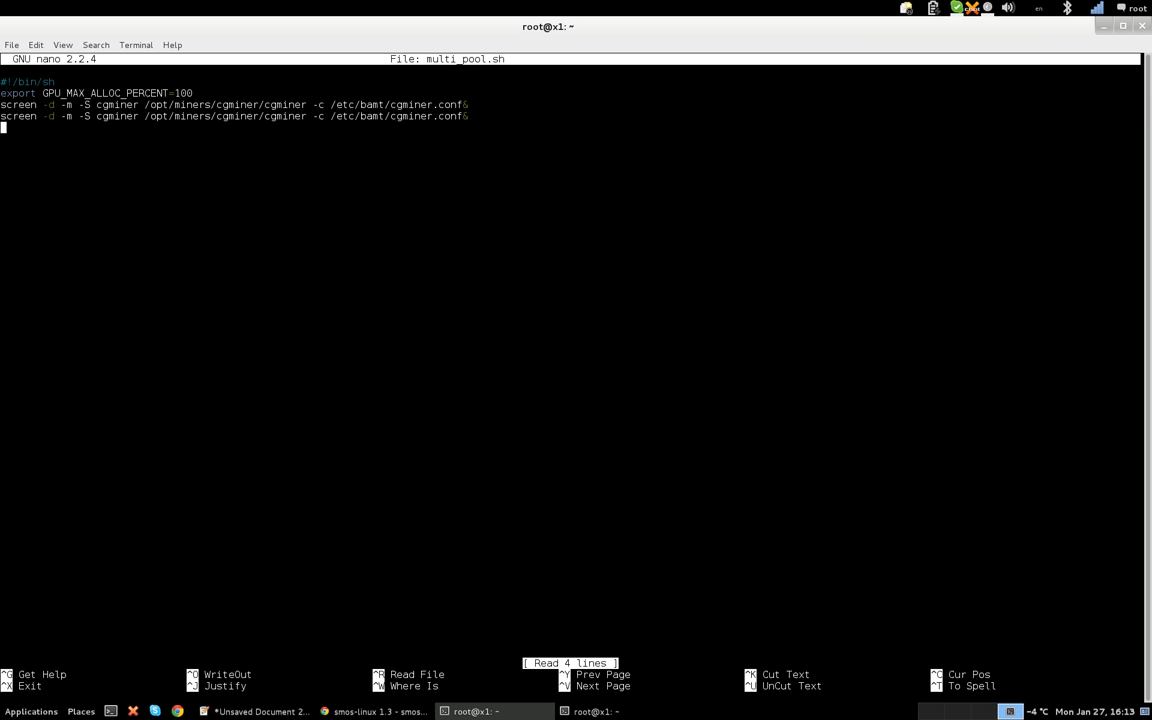 en
root
root@x1: ~
File Edit View Search Terminal Help
GNU nano 2.2.4 File: multi_pool.sh
#!/bin/sh
export GPU_MAX_ALLOC_PERCENT=100
screen -d -m -S cgminer /opt/miners/cgminer/cgminer -c /etc/bamt/cgminer.conf&
screen -d -m -S cgminer /opt/miners/cgminer/cgminer -c /etc/bamt/cgminer.conf&
[ Read 4 lines ]
^G Get Help ^O WriteOut ^R Read File ^Y Prev Page ^K Cut Text ^C Cur Pos
^X Exit ^J Justify ^W Where Is ^V Next Page ^U UnCut Text ^T To Spell
Applications Places *Unsaved Document 2... smos-linux 1.3 - smos... root@x1: ~ root@x1: ~ -4 °C Mon Jan 27, 16:13